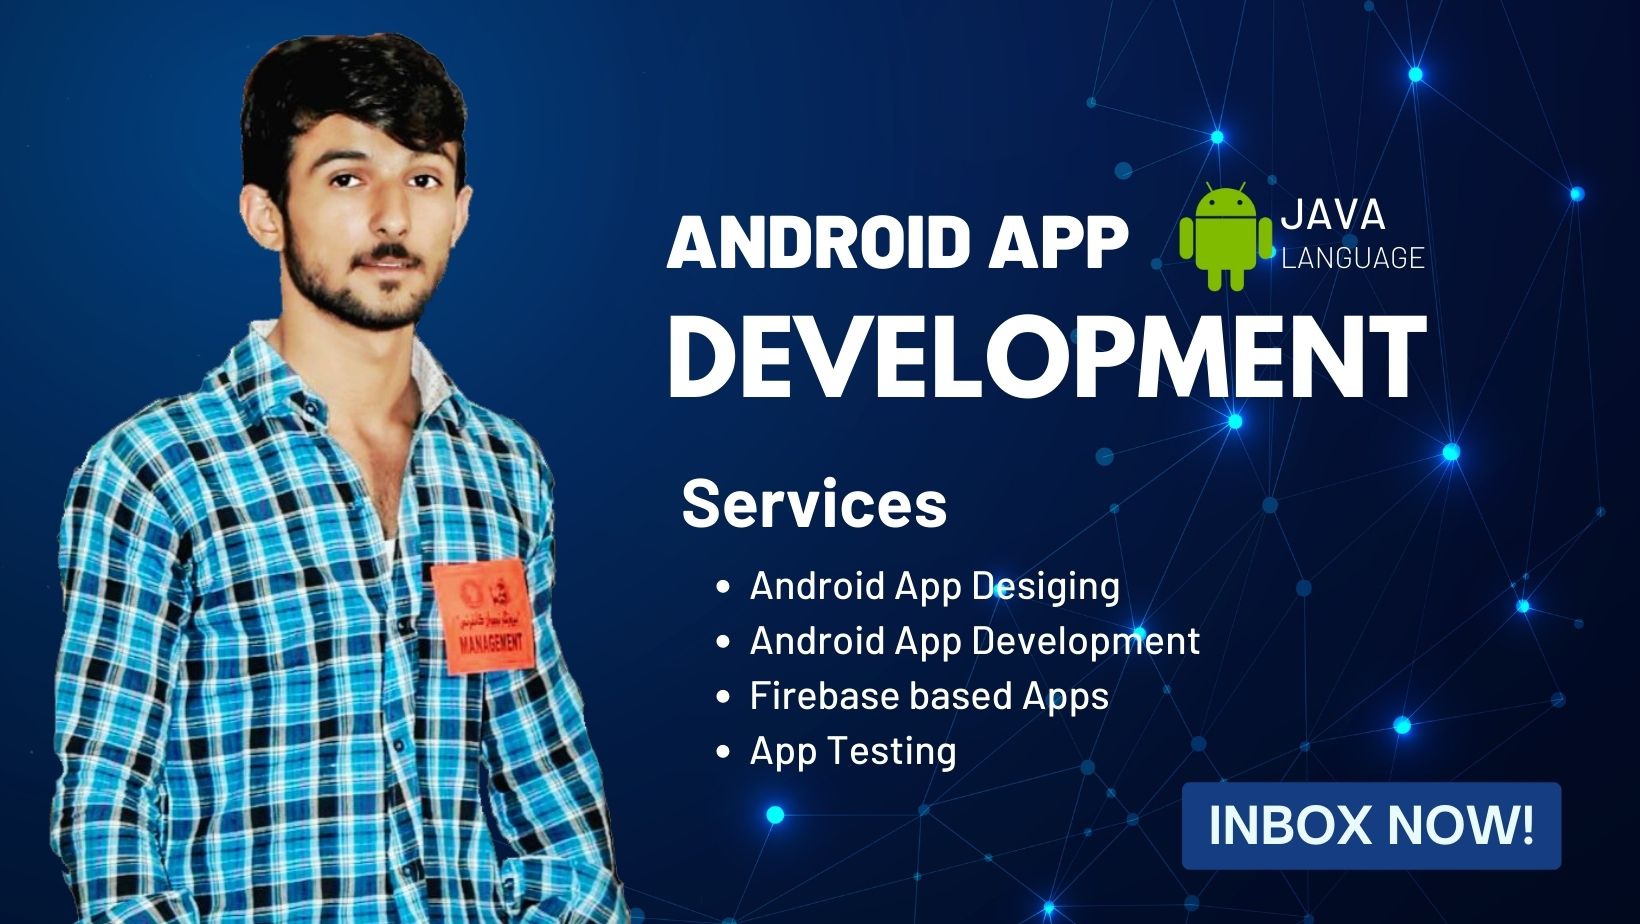 ANDROID APP
JAVA
LANGUAGE
DEVELOPMENT
Services
Android App Desiging
Android App Development
Firebase based Apps
App Testing
INBOX NOW!
MANAGEMENT